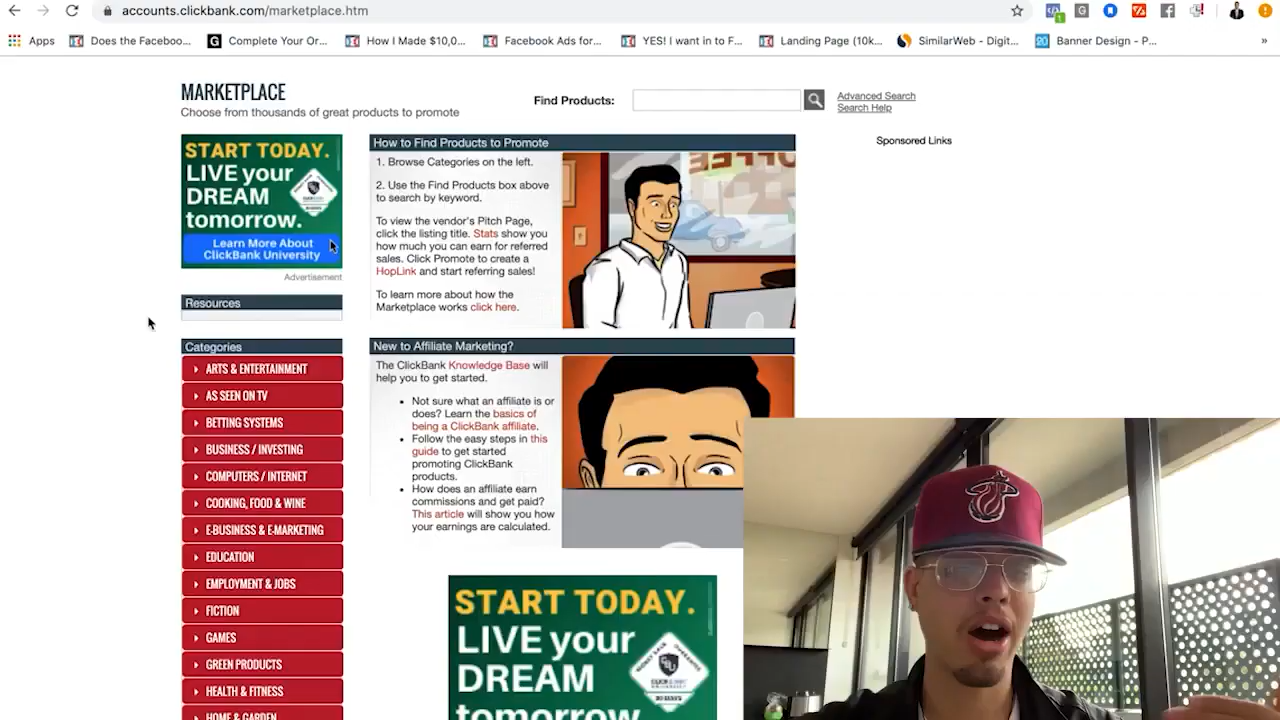 accounts.clickbank.com/marketplace.htm
Apps
Does the Faceboo...
Complete Your Or...
How I Made $10,0...
Facebook Ads for...
YES! I want in to F...
Landing Page (10k...
SimilarWeb - Digit...
Banner Design - P...
»
MARKETPLACE
Choose from thousands of great products to promote
Find Products:
Advanced Search
Search Help
START TODAY.
LIVE your
DREAM
tomorrow.
Learn More About
ClickBank University
Advertisement
Resources
Categories
ARTS & ENTERTAINMENT
AS SEEN ON TV
BETTING SYSTEMS
BUSINESS / INVESTING
COMPUTERS / INTERNET
COOKING, FOOD & WINE
E-BUSINESS & E-MARKETING
EDUCATION
EMPLOYMENT & JOBS
FICTION
GAMES
GREEN PRODUCTS
HEALTH & FITNESS
HOME & GARDEN
How to Find Products to Promote
1. Browse Categories on the left.
2. Use the Find Products box above
to search by keyword.
To view the vendor's Pitch Page,
click the listing title. Stats show you
how much you can earn for referred
sales. Click Promote to create a
HopLink and start referring sales!
To learn more about how the
Marketplace works click here.
COFFEE
New to Affiliate Marketing?
The ClickBank Knowledge Base will
help you to get started.
• Not sure what an affiliate is or
does? Learn the basics of
being a ClickBank affiliate.
• Follow the easy steps in this
guide to get started
promoting ClickBank
products.
• How does an affiliate earn
commissions and get paid?
This article will show you how
your earnings are calculated.
START TODAY.
LIVE your
DREAM
tomorrow
Sponsored Links